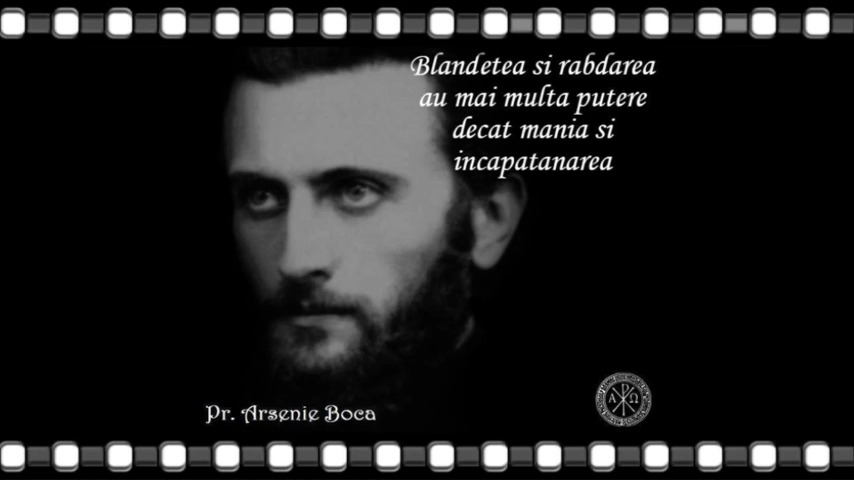 Blandetea si rabdarea
au mai multa putere
decat mania si
incapatanarea
Pr. Arsenie Boca
Α Ω